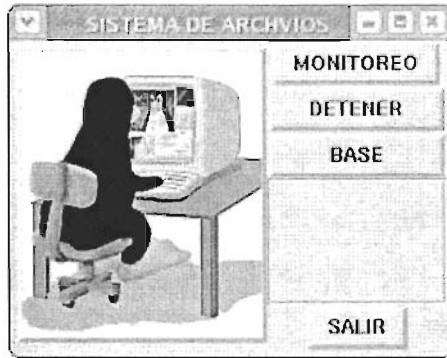 SISTEMA DE ARCHVIOS
MONITOREO
DETENER
BASE
SALIR